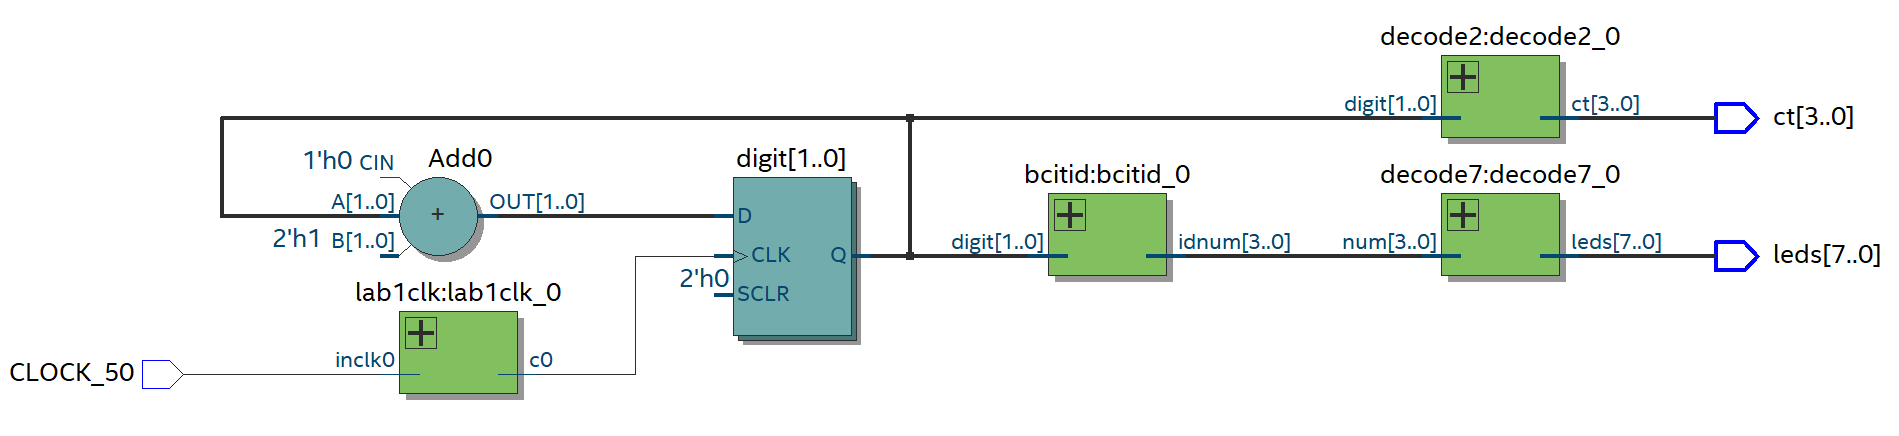 decode2:decode2_0
digit[1..0]
ct[3..0]
ct[3..0]
1'h0 CIN
Add0
A[1..0]
OUT[1..0]
2'h1 B[1..0]
+
digit[1..0]
D
CLK
Q
2'h0
SCLR
bcitid:bcitid_0
digit[1..0]
idnum[3..0]
decode7:decode7_0
num[3..0]
leds[7..0]
leds[7..0]
lab1clk:lab1clk_0
inclk0
c0
CLOCK_50